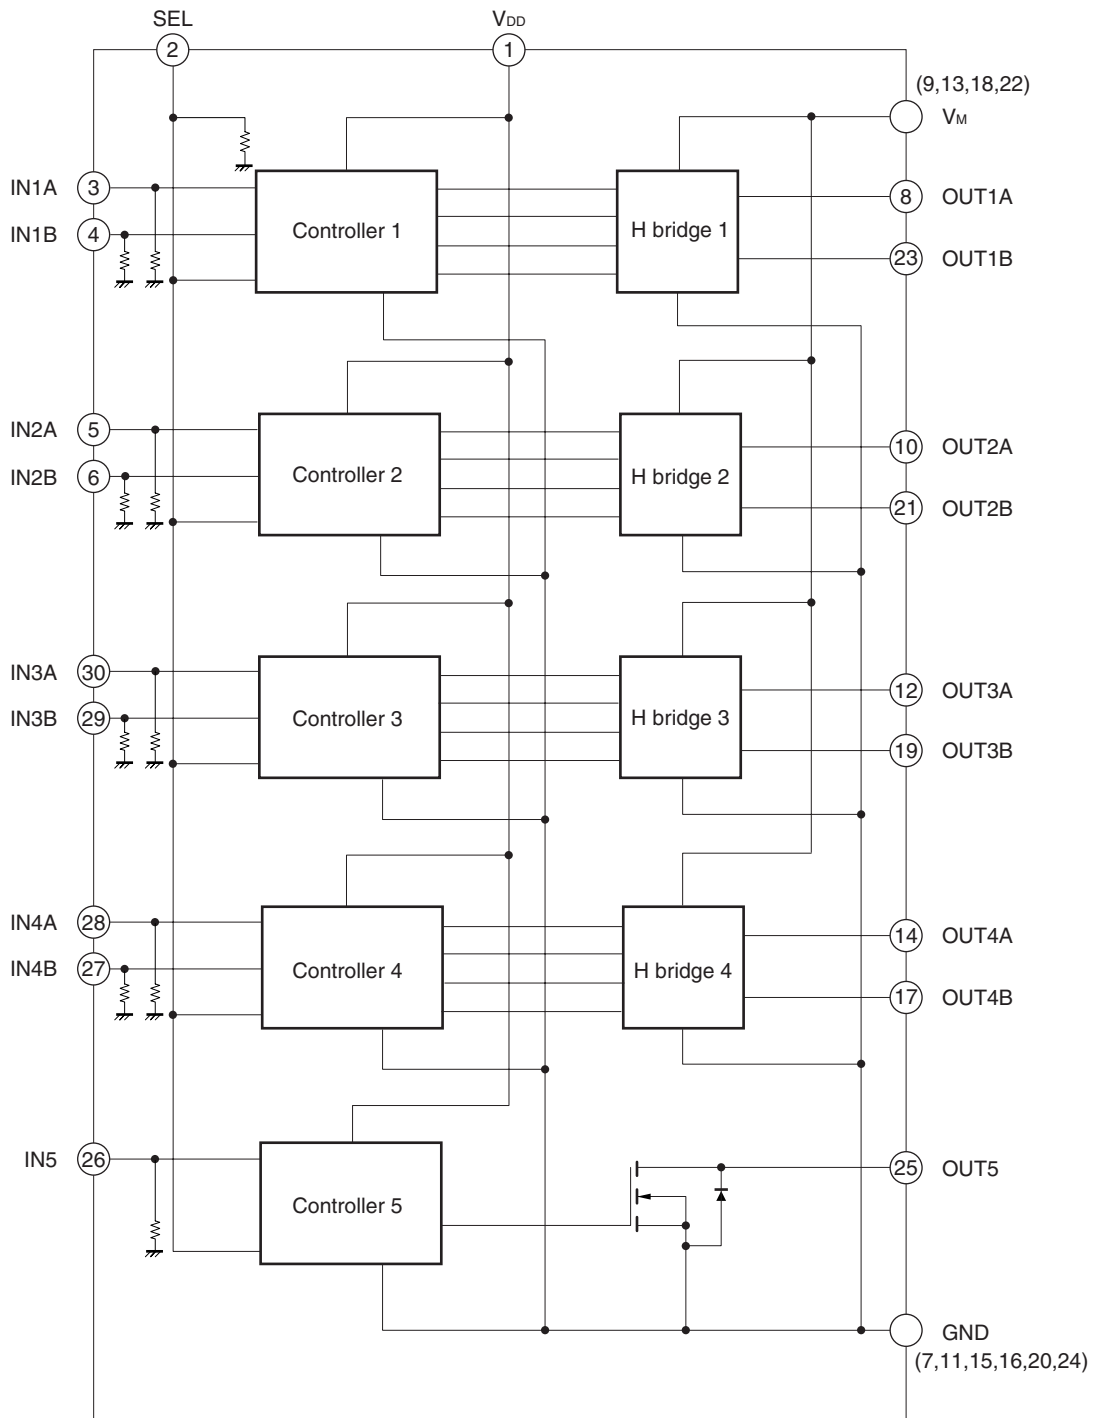 SEL
VDD
2
1
(9,13,18,22)
VM
IN1A 3
8 OUT1A
IN1B 4
Controller 1
H bridge 1
23 OUT1B
IN2A 5
10 OUT2A
IN2B 6
Controller 2
H bridge 2
21 OUT2B
IN3A 30
12 OUT3A
IN3B 29
Controller 3
H bridge 3
19 OUT3B
IN4A 28
14 OUT4A
IN4B 27
Controller 4
H bridge 4
17 OUT4B
IN5 26
25 OUT5
Controller 5
GND
(7,11,15,16,20,24)